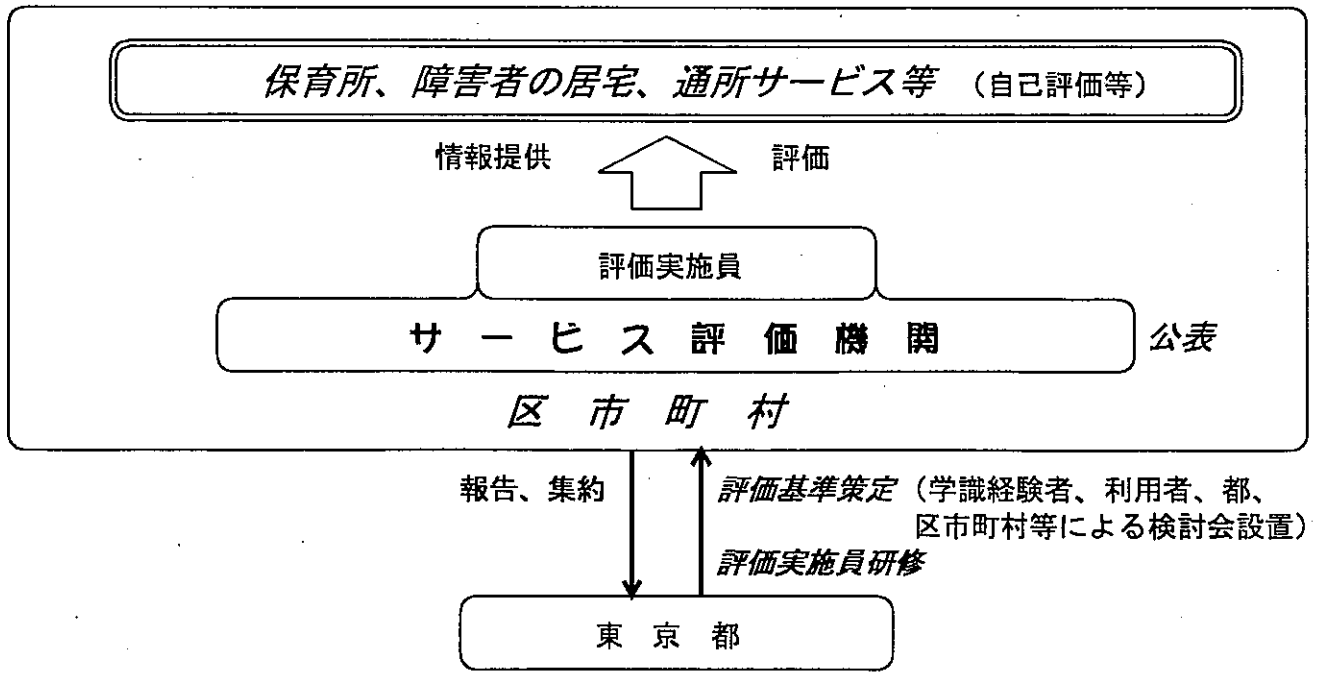 保育所、障害者の居宅、通所サービス等 （自己評価等）
情報提供 評価
評価実施員
サービス評価機関 公表
区市町村
報告、集約 評価基準策定（学識経験者、利用者、都、
区市町村等による検討会設置）
評価実施員研修
東京都